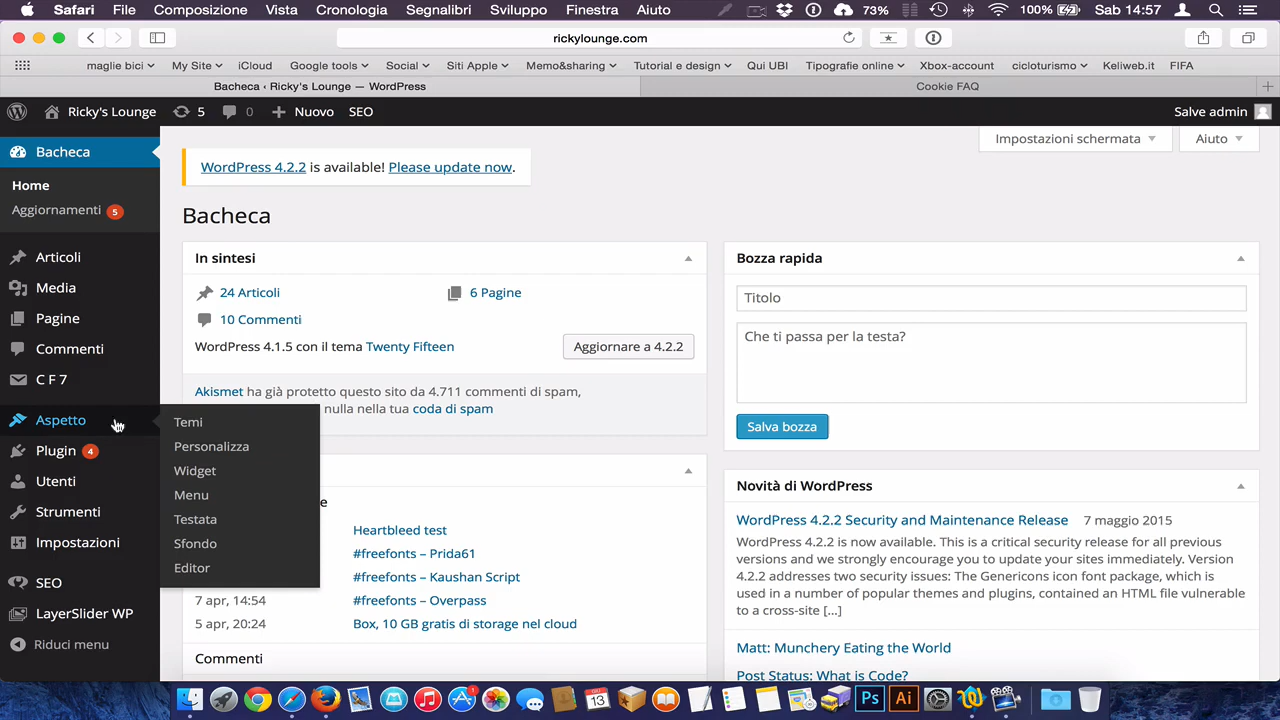 Safari File Composizione Vista Cronologia Segnalibri Sviluppo Finestra Aiuto 73% 100% Sab 14:57
rickylounge.com
maglie bici My Site iCloud Google tools Social Siti Apple Memo&sharing Tutorial e design Qui UBI Tipografie online Xbox-account cicloturismo Keliweb.it FIFA
Bacheca ‹ Ricky's Lounge — WordPress Cookie FAQ
Ricky's Lounge 5 0 Nuovo SEO Salve admin
Bacheca
Home
Aggiornamenti 5
Articoli
Media
Pagine
Commenti
C F 7
Aspetto
Plugin 4
Utenti
Strumenti
Impostazioni
SEO
LayerSlider WP
Riduci menu
Temi
Personalizza
Widget
Menu
Testata
Sfondo
Editor
Impostazioni schermata Aiuto
WordPress 4.2.2 is available! Please update now.
Bacheca
In sintesi
24 Articoli 6 Pagine
10 Commenti
WordPress 4.1.5 con il tema Twenty Fifteen Aggiornare a 4.2.2
Akismet ha già protetto questo sito da 4.711 commenti di spam,
nulla nella tua coda di spam
Heartbleed test
#freefonts – Prida61
#freefonts – Kaushan Script
7 apr, 14:54 #freefonts – Overpass
5 apr, 20:24 Box, 10 GB gratis di storage nel cloud
Commenti
Bozza rapida
Titolo
Che ti passa per la testa?
Salva bozza
Novità di WordPress
WordPress 4.2.2 Security and Maintenance Release 7 maggio 2015
WordPress 4.2.2 is now available. This is a critical security release for all previous
versions and we strongly encourage you to update your sites immediately. Version
4.2.2 addresses two security issues: The Genericons icon font package, which is
used in a number of popular themes and plugins, contained an HTML file vulnerable
to a cross-site [...]
Matt: Munchery Eating the World
Post Status: What is Code?
13
Ps
Ai